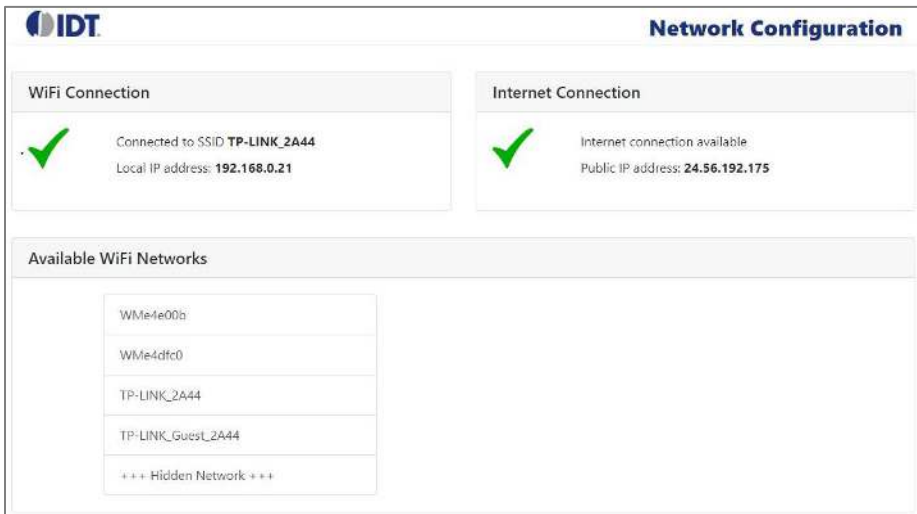 IDT
Network Configuration
WiFi Connection
Connected to SSID TP-LINK_2A44
Local IP address: 192.168.0.21
Internet Connection
Internet connection available
Public IP address: 24.56.192.175
Available WiFi Networks
WMe4e00b
WMe4dfc0
TP-LINK_2A44
TP-LINK_Guest_2A44
+++ Hidden Network +++